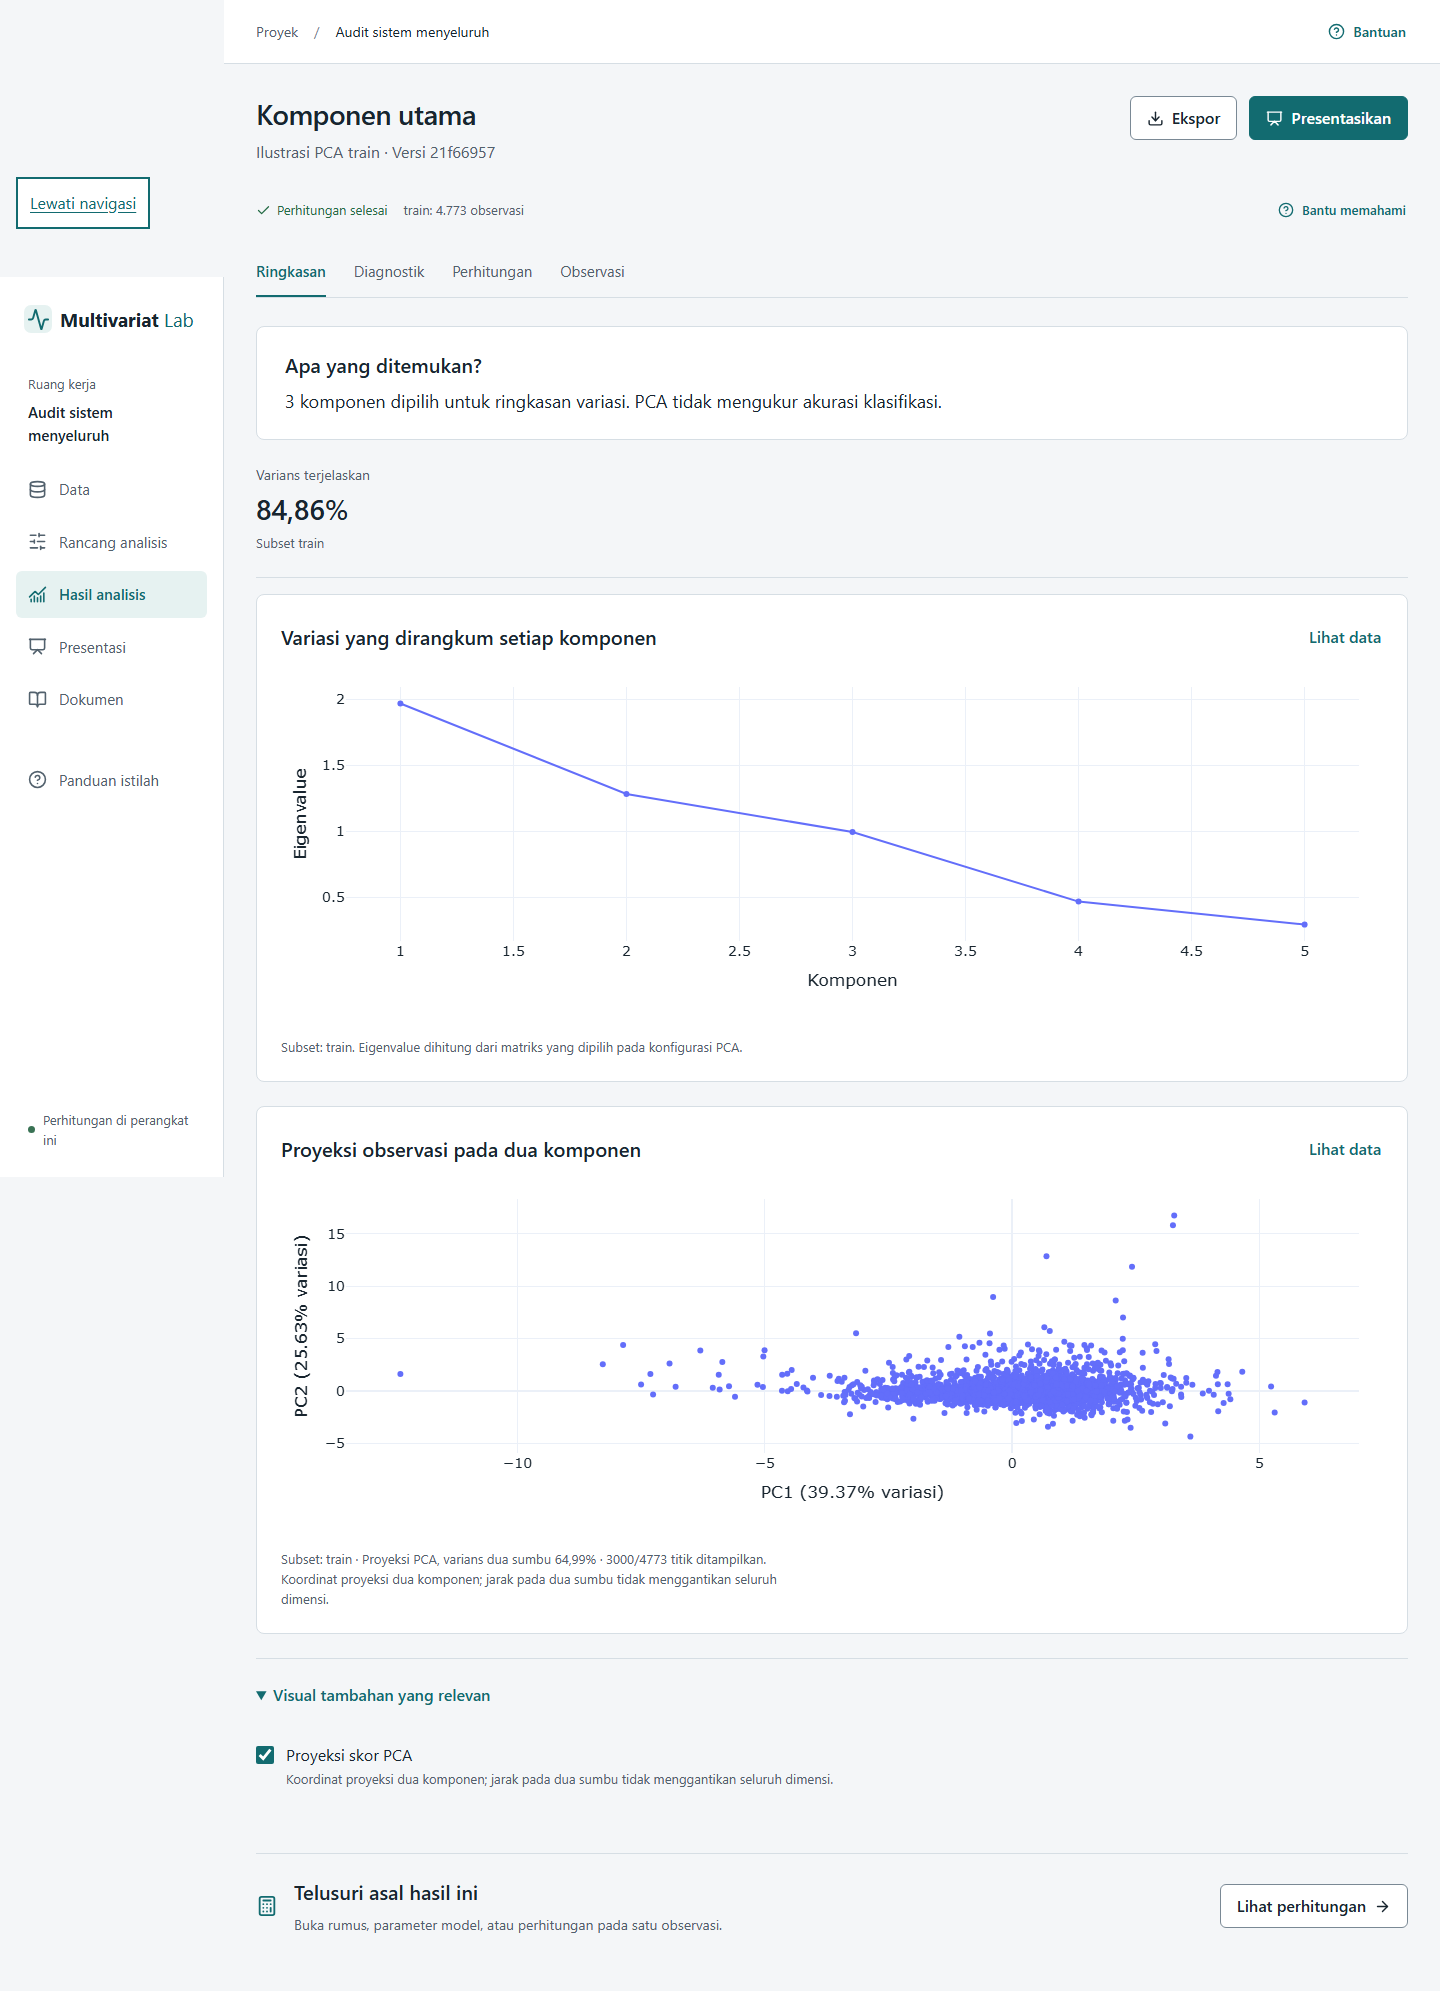 Proyek / Audit sistem menyeluruh
Bantuan
Komponen utama
Ilustrasi PCA train · Versi 21f66957
Ekspor
Presentasikan
Lewati navigasi
Perhitungan selesai train: 4.773 observasi
Bantu memahami
Ringkasan Diagnostik Perhitungan Observasi
Multivariat Lab
Ruang kerja
Audit sistem
menyeluruh
Data
Rancang analisis
Hasil analisis
Presentasi
Dokumen
Panduan istilah
Perhitungan di perangkat
ini
Apa yang ditemukan?
3 komponen dipilih untuk ringkasan variasi. PCA tidak mengukur akurasi klasifikasi.
Varians terjelaskan
84,86%
Subset train
Variasi yang dirangkum setiap komponen
Lihat data
2
1.5
1
0.5
Eigenvalue
1 1.5 2 2.5 3 3.5 4 4.5 5
Komponen
Subset: train. Eigenvalue dihitung dari matriks yang dipilih pada konfigurasi PCA.
Proyeksi observasi pada dua komponen
Lihat data
15
10
5
0
−5
PC2 (25.63% variasi)
−10 −5 0 5
PC1 (39.37% variasi)
Subset: train · Proyeksi PCA, varians dua sumbu 64,99% · 3000/4773 titik ditampilkan.
Koordinat proyeksi dua komponen; jarak pada dua sumbu tidak menggantikan seluruh
dimensi.
Visual tambahan yang relevan
Proyeksi skor PCA
Koordinat proyeksi dua komponen; jarak pada dua sumbu tidak menggantikan seluruh dimensi.
Telusuri asal hasil ini
Buka rumus, parameter model, atau perhitungan pada satu observasi.
Lihat perhitungan